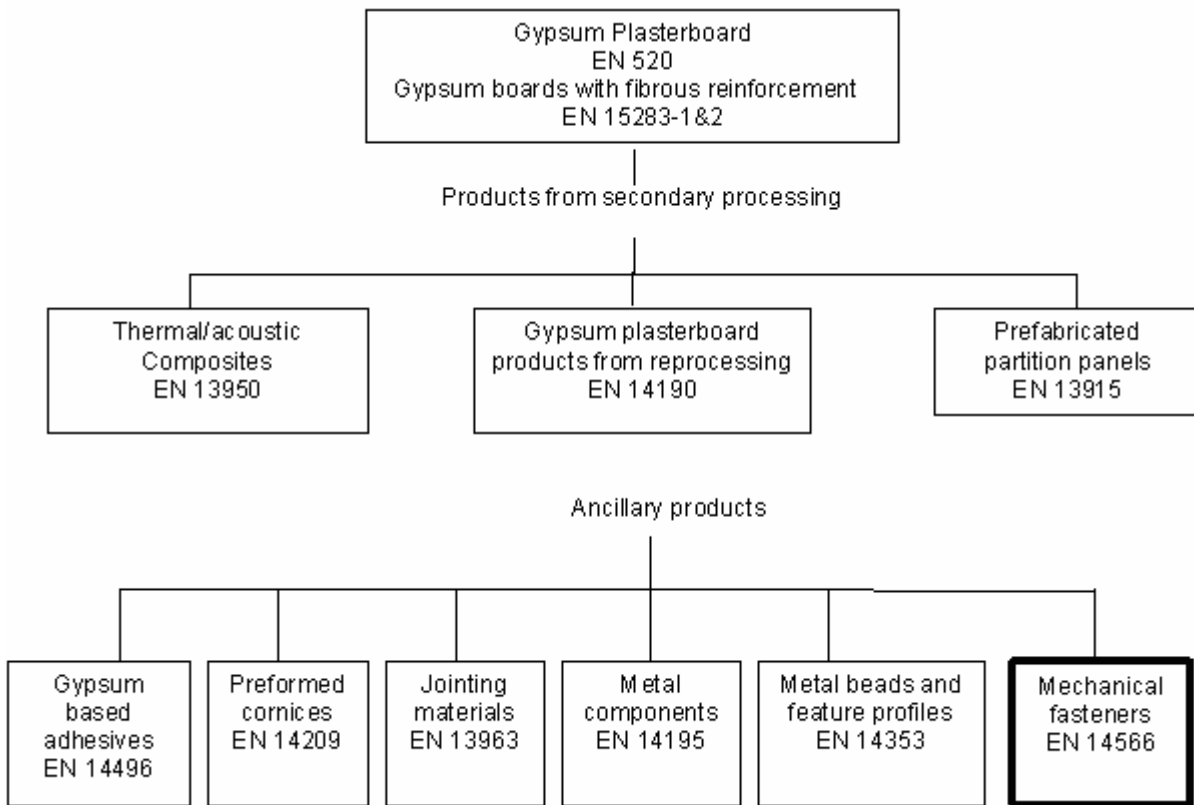 Gypsum Plasterboard
EN 520
Gypsum boards with fibrous reinforcement
EN 15283-1&2
Products from secondary processing
Thermal/acoustic
Composites
EN 13950
Gypsum plasterboard
products from reprocessing
EN 14190
Prefabricated
partition panels
EN 13915
Ancillary products
Gypsum
based
adhesives
EN 14496
Preformed
cornices
EN 14209
Jointing
materials
EN 13963
Metal
components
EN 14195
Metal beads and
feature profiles
EN 14353
Mechanical
fasteners
EN 14566